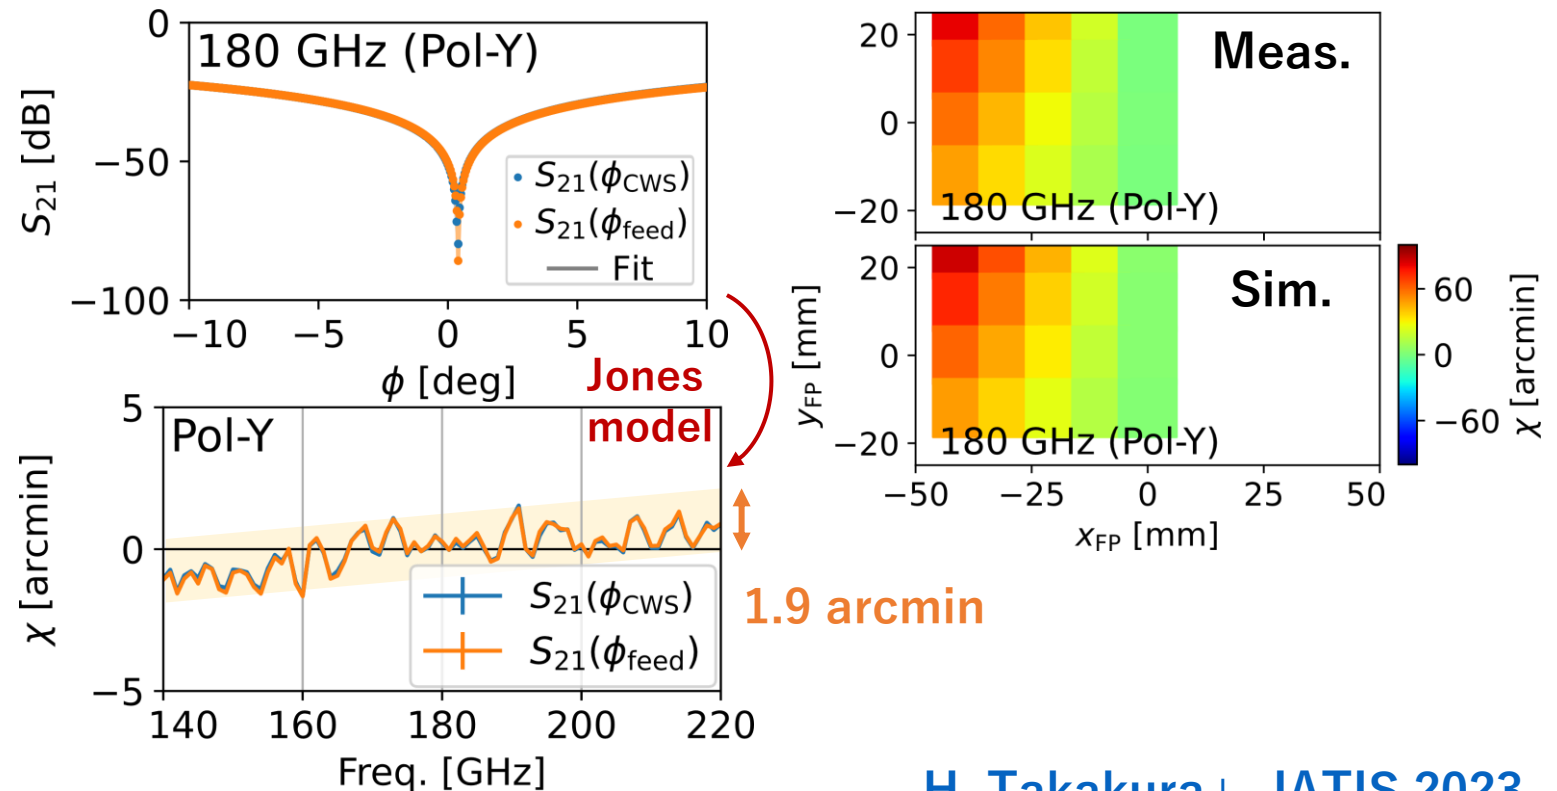 0
−50
−100
S21 [dB]
180 GHz (Pol-Y)
S21(ϕCWS)
S21(ϕfeed)
Fit
−10
−5
0
5
10
ϕ [deg]
Jones
model
5
0
−5
χ [arcmin]
Pol-Y
S21(ϕCWS)
S21(ϕfeed)
140
160
180
200
220
Freq. [GHz]
1.9 arcmin
20
0
−20
Meas.
180 GHz (Pol-Y)
20
0
−20
yFP [mm]
Sim.
180 GHz (Pol-Y)
−50
−25
0
25
50
xFP [mm]
60
0
−60
χ [arcmin]
H. Takakura+, JATIS 2023